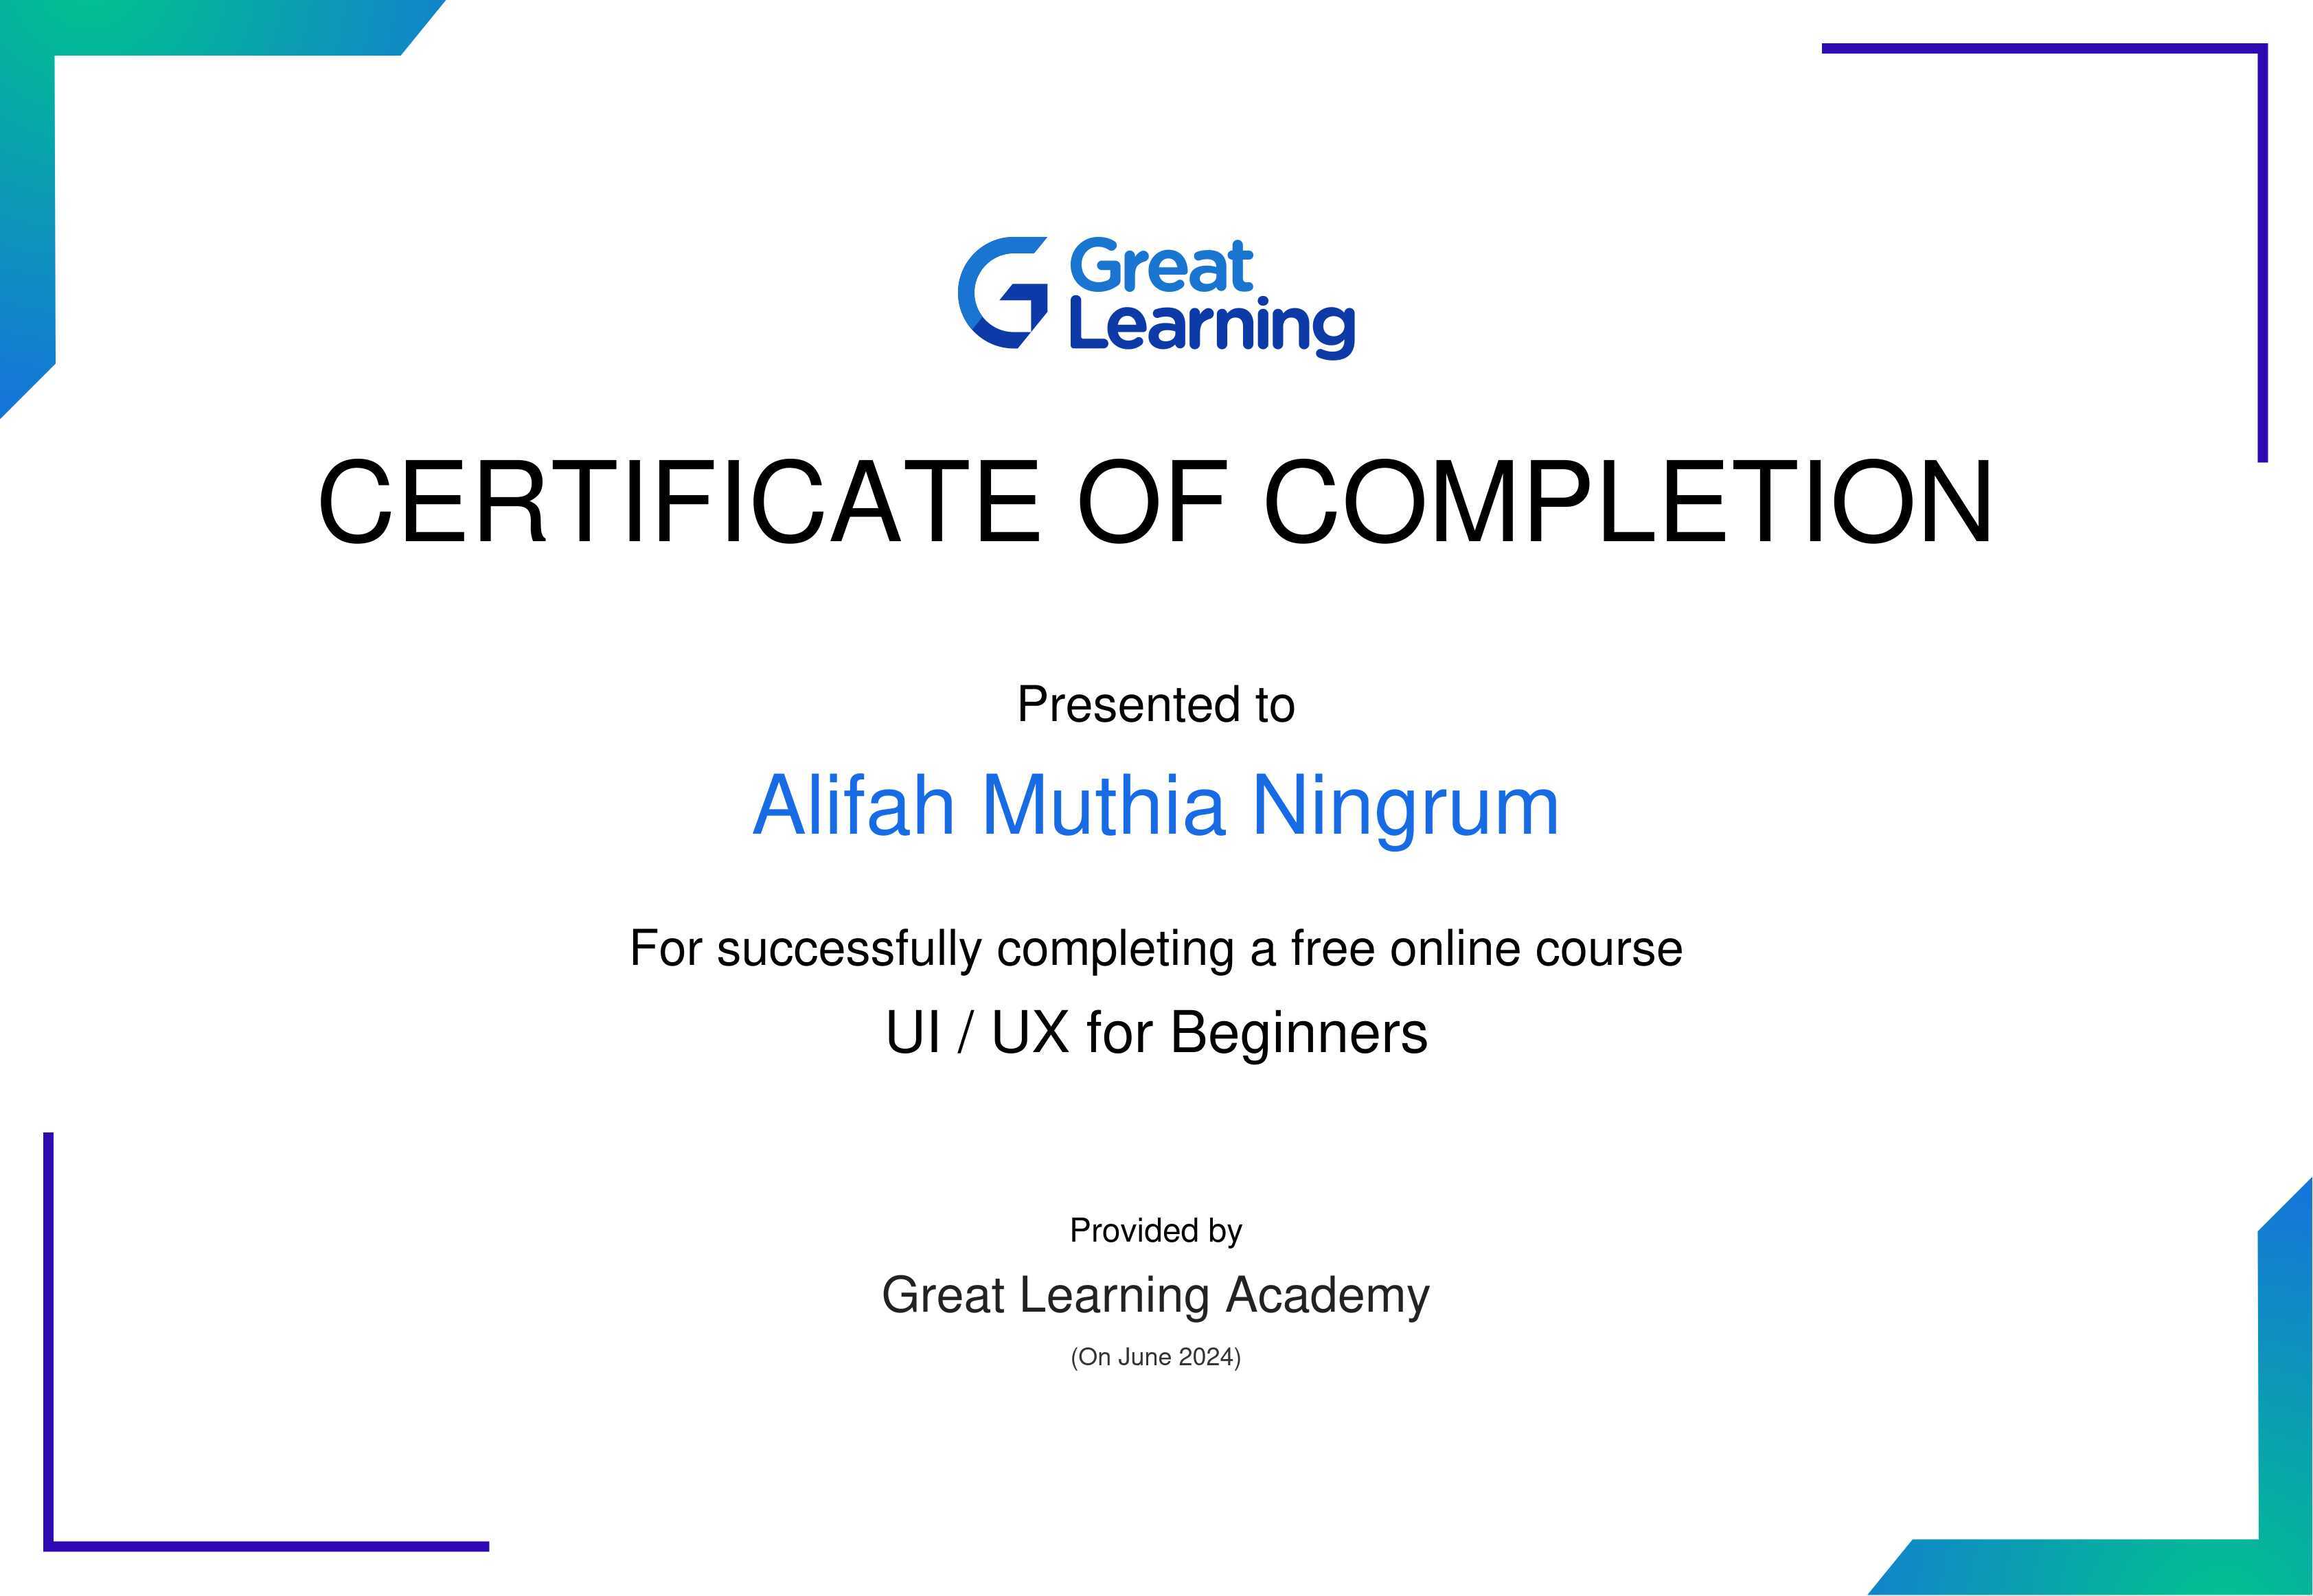 Great
Learning
CERTIFICATE OF COMPLETION
Presented to
Alifah Muthia Ningrum
For successfully completing a free online course
UI / UX for Beginners
Provided by
Great Learning Academy
(On June 2024)